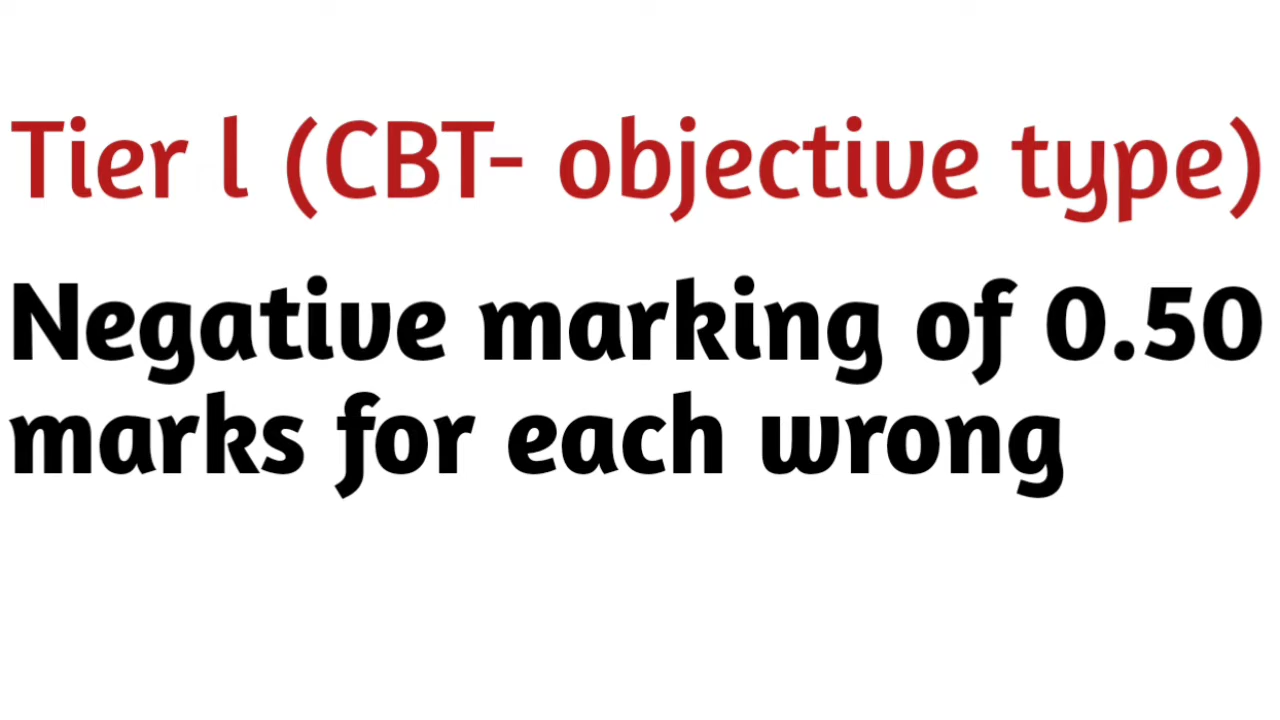 Tier l (CBT- objective type)
Negative marking of 0.50
marks for each wrong